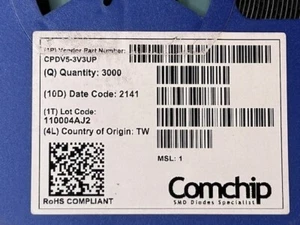 (1P) Vendor Part Number:
CPDV5-3V3UP
(Q) Quantity: 3000
(10D) Date Code: 2141
(1T) Lot Code:
110004AJ2
(4L) Country of Origin: TW
MSL: 1
Comchip
SMD Diodes Specialist
RoHS COMPLIANT